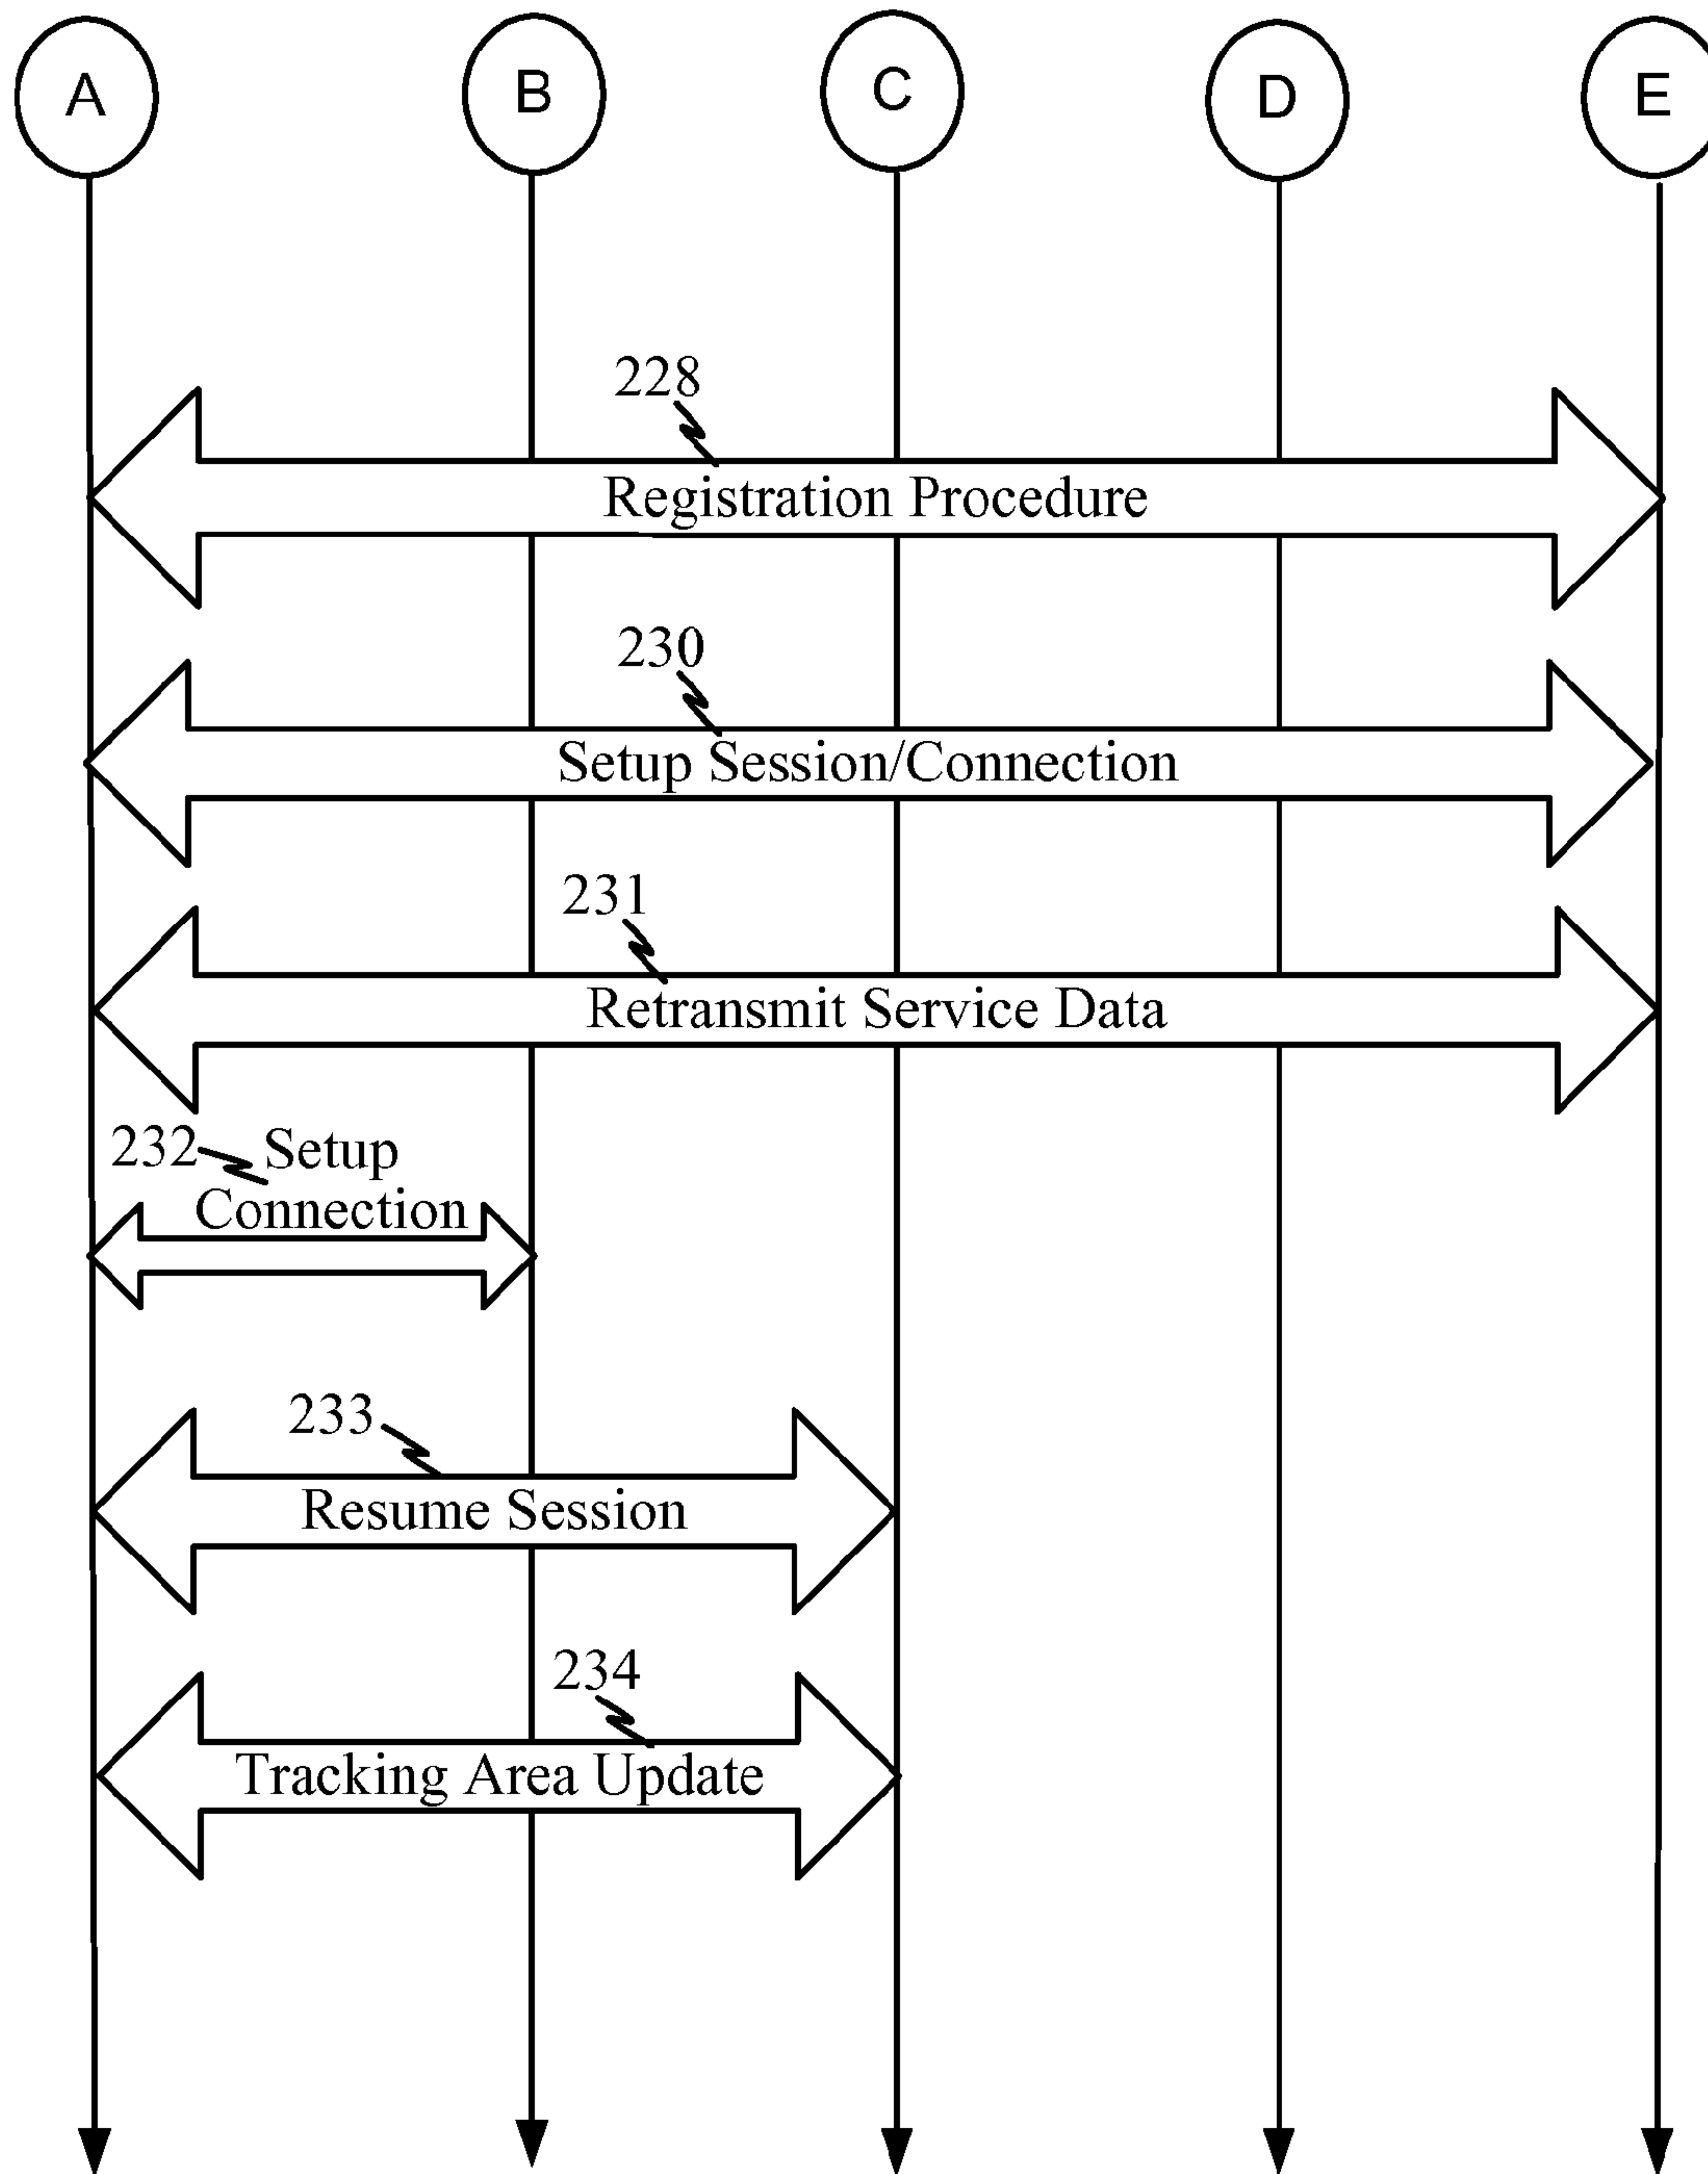 A B C D E
228
Registration Procedure
230
Setup Session/Connection
231
Retransmit Service Data
232 Setup
Connection
233
Resume Session
234
Tracking Area Update